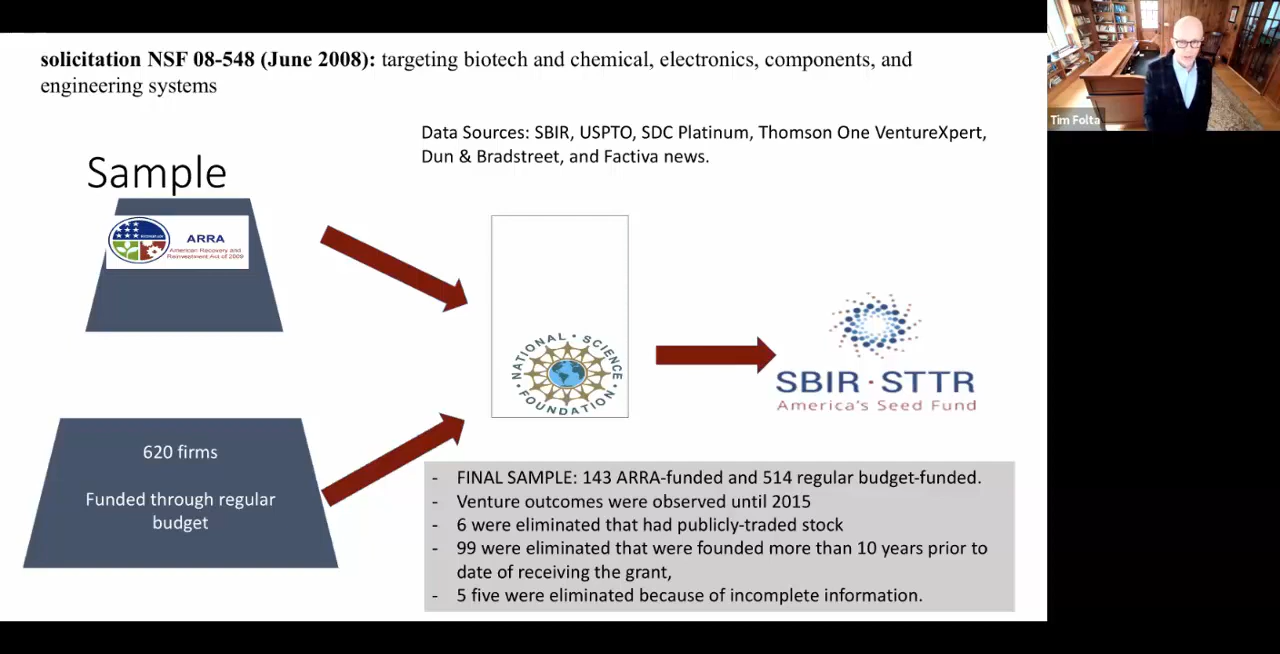 solicitation NSF 08-548 (June 2008): targeting biotech and chemical, electronics, components, and
engineering systems
Tim Folta
Data Sources: SBIR, USPTO, SDC Platinum, Thomson One VentureXpert,
Dun & Bradstreet, and Factiva news.
Sample
ARRA
American Recovery and
Reinvestment Act of 2009
NATIONAL · SCIENCE · FOUNDATION ·
SBIR · STTR
America's Seed Fund
620 firms
Funded through regular
budget
- FINAL SAMPLE: 143 ARRA-funded and 514 regular budget-funded.
- Venture outcomes were observed until 2015
- 6 were eliminated that had publicly-traded stock
- 99 were eliminated that were founded more than 10 years prior to
date of receiving the grant,
- 5 five were eliminated because of incomplete information.